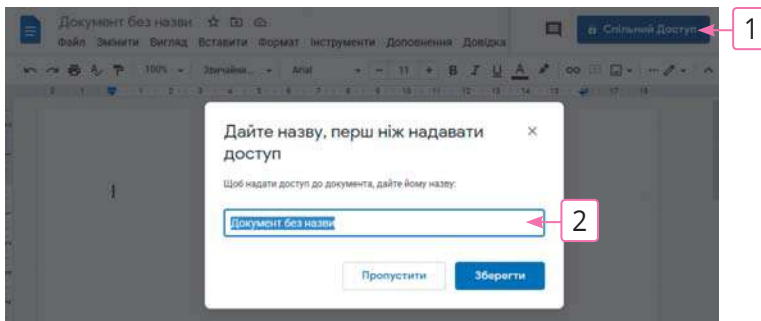 Документ без назви
Файл Змінити Вигляд Вставити Формат Інструменти Доповнення Довідка
Спільний Доступ
1
100% Звичайни... Arial 11 B I U A
Дайте назву, перш ніж надавати
доступ
Щоб надати доступ до документа, дайте йому назву:
Документ без назви
2
Пропустити
Зберегти